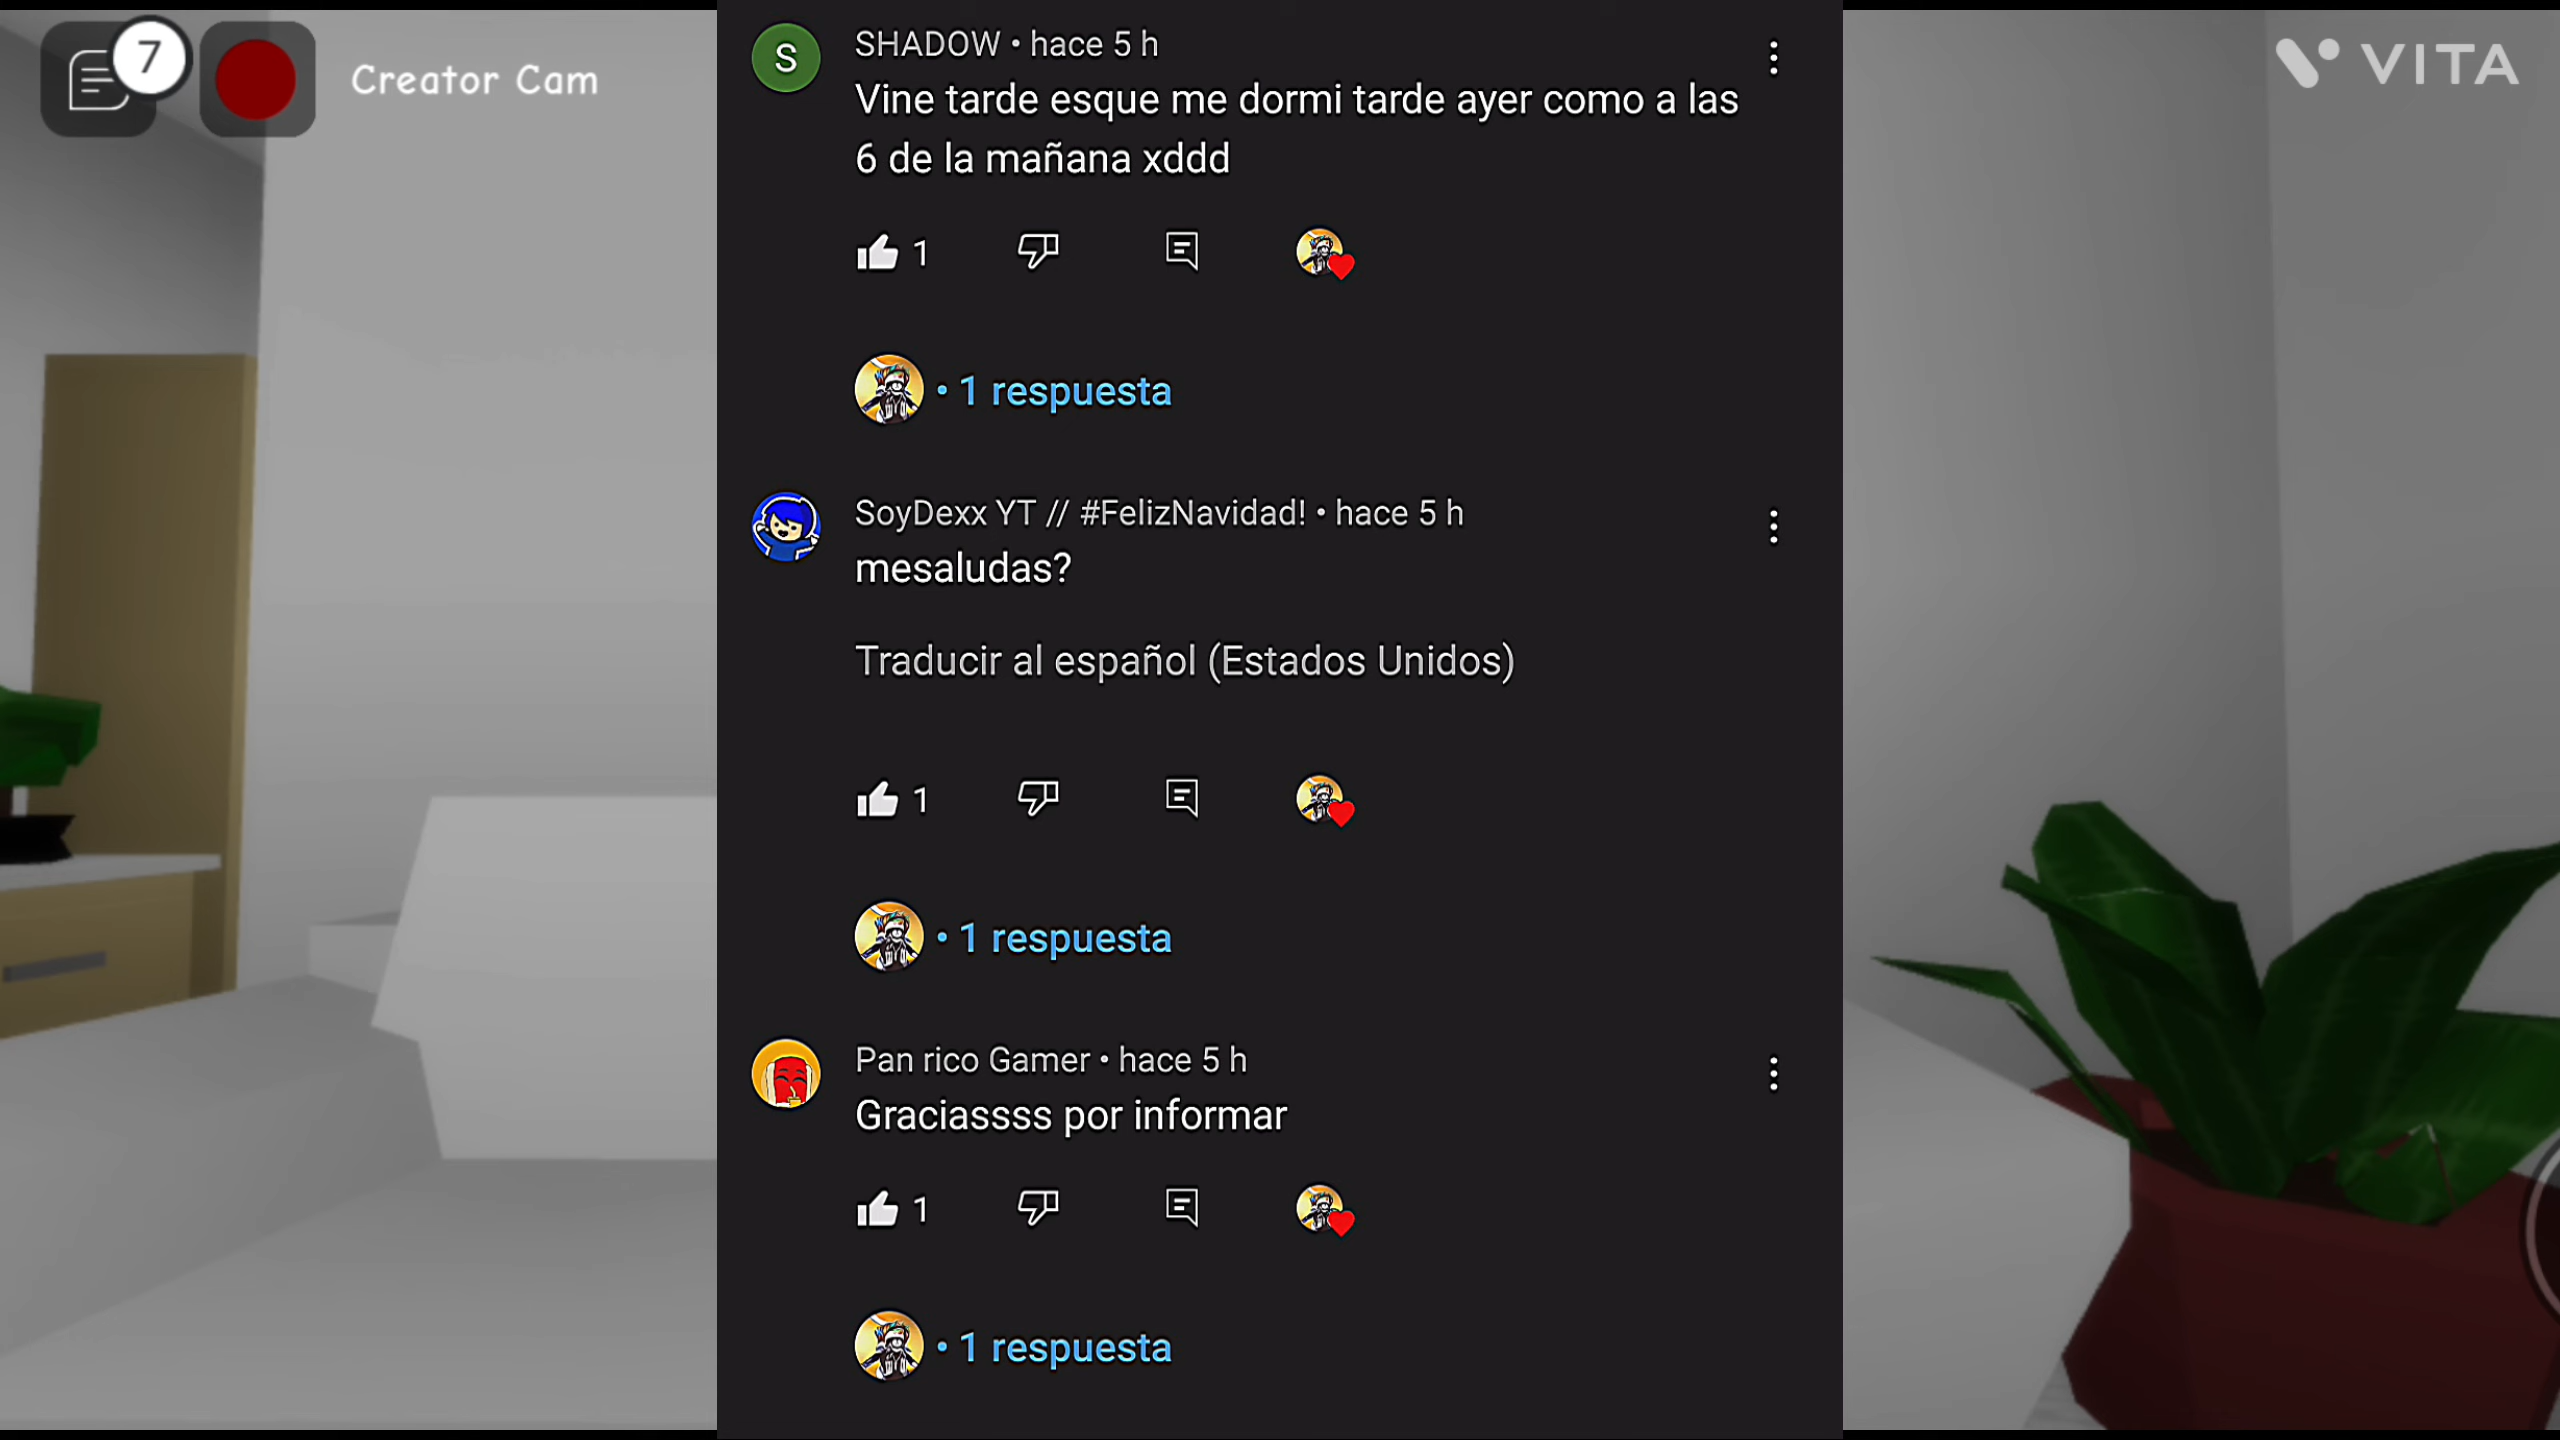 7
Creator Cam
VITA
S
SHADOW • hace 5 h
Vine tarde esque me dormi tarde ayer como a las
6 de la mañana xddd
1
• 1 respuesta
SoyDexx YT // #FelizNavidad! • hace 5 h
mesaludas?
Traducir al español (Estados Unidos)
1
• 1 respuesta
Pan rico Gamer • hace 5 h
Graciassss por informar
1
• 1 respuesta